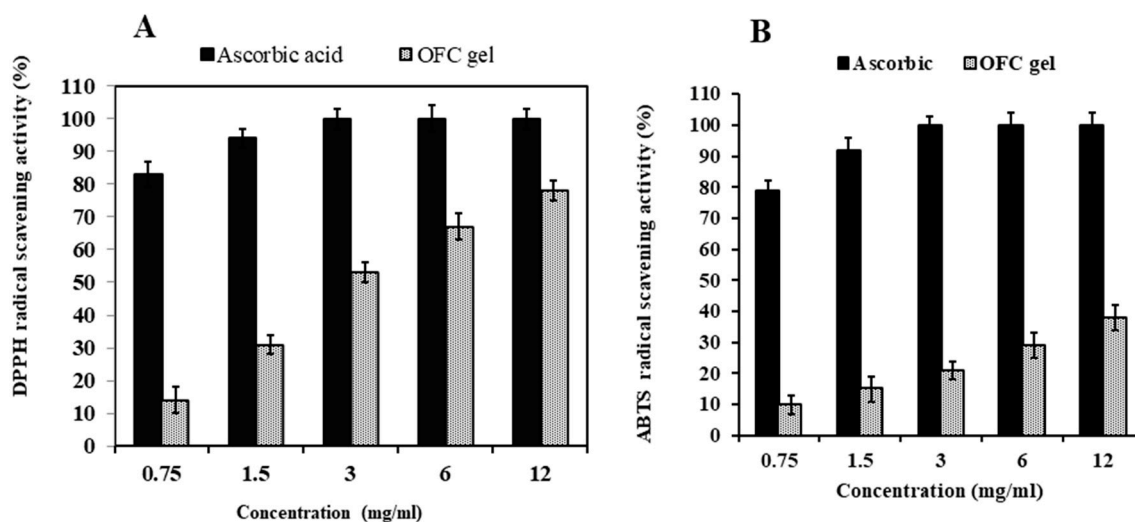 A
Ascorbic acid OFC gel
DPPH radical scavenging activity (%)
110
100
90
80
70
60
50
40
30
20
10
0
0.75 1.5 3 6 12
Concentration (mg/ml)
B
Ascorbic OFC gel
ABTS radical scavening activity (%)
110
100
90
80
70
60
50
40
30
20
10
0
0.75 1.5 3 6 12
Concentration (mg/ml)